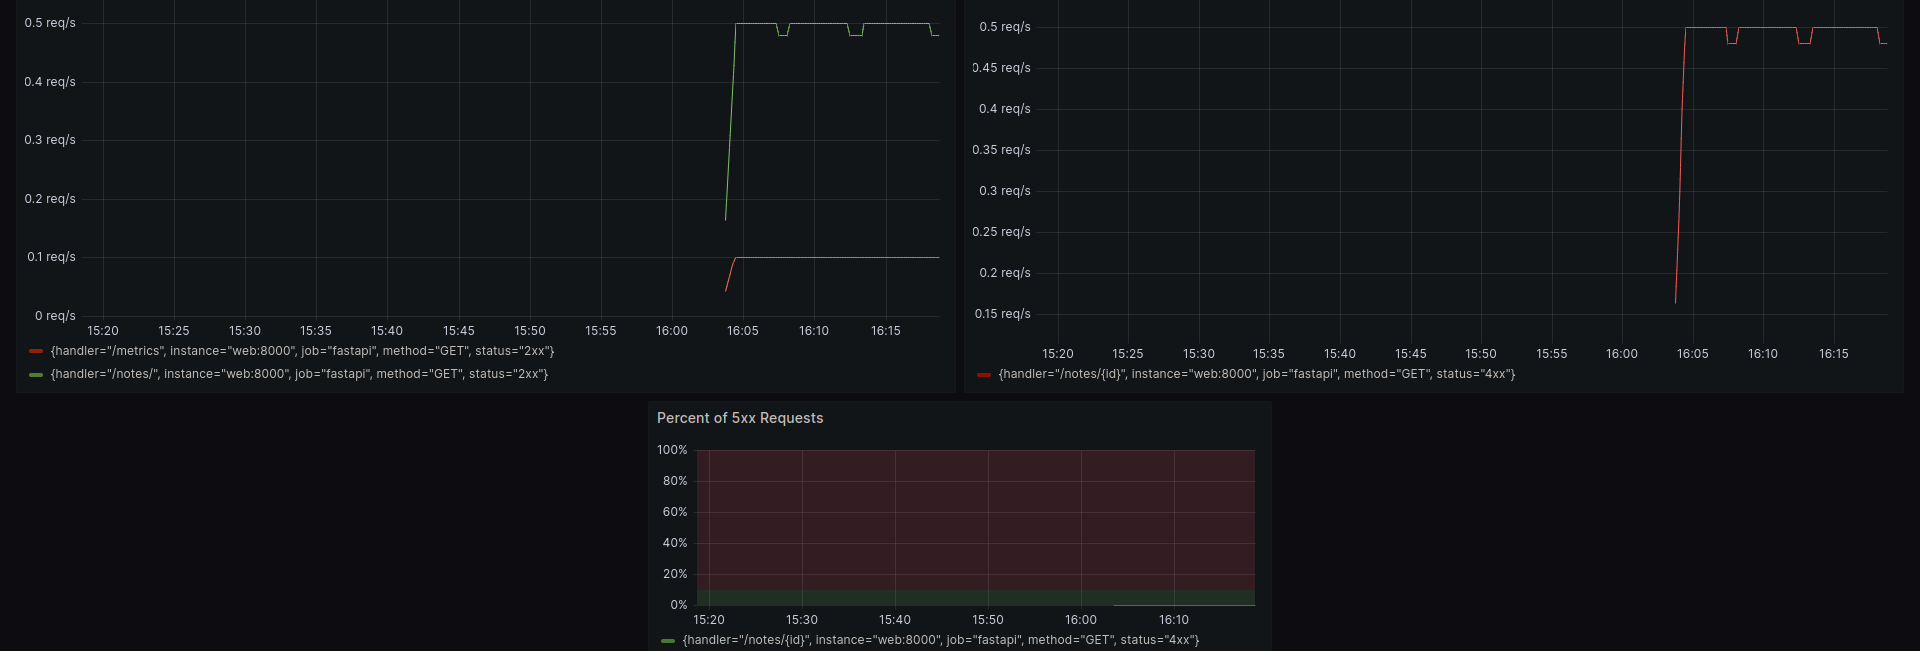 0.5 req/s
0.4 req/s
0.3 req/s
0.2 req/s
0.1 req/s
0 req/s
15:20 15:25 15:30 15:35 15:40 15:45 15:50 15:55 16:00 16:05 16:10 16:15
{handler="/metrics", instance="web:8000", job="fastapi", method="GET", status="2xx"}
{handler="/notes/", instance="web:8000", job="fastapi", method="GET", status="2xx"}
0.5 req/s
0.45 req/s
0.4 req/s
0.35 req/s
0.3 req/s
0.25 req/s
0.2 req/s
0.15 req/s
15:20 15:25 15:30 15:35 15:40 15:45 15:50 15:55 16:00 16:05 16:10 16:15
{handler="/notes/{id}", instance="web:8000", job="fastapi", method="GET", status="4xx"}
Percent of 5xx Requests
100%
80%
60%
40%
20%
0%
15:20 15:30 15:40 15:50 16:00 16:10
{handler="/notes/{id}", instance="web:8000", job="fastapi", method="GET", status="4xx"}